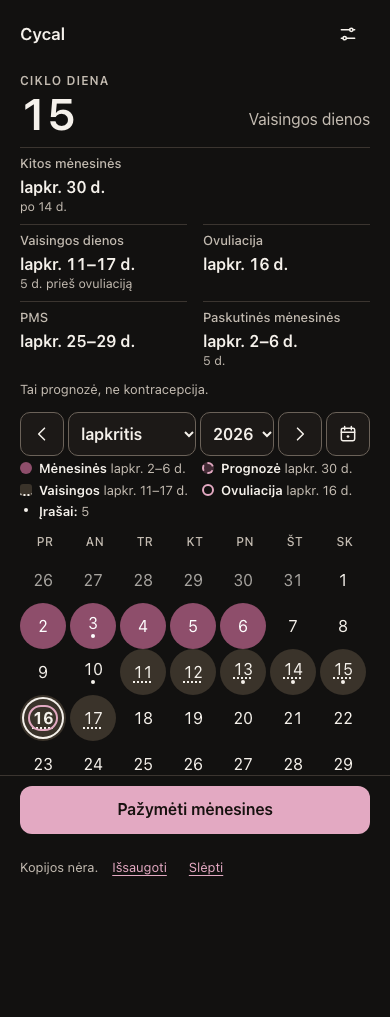 Cycal
CIKLO DIENA
15
Vaisingos dienos
Kitos mėnesinės
lapkr. 30 d.
po 14 d.
Vaisingos dienos
lapkr. 11–17 d.
5 d. prieš ovuliaciją
Ovuliacija
lapkr. 16 d.
PMS
lapkr. 25–29 d.
Paskutinės mėnesinės
lapkr. 2–6 d.
5 d.
Tai prognozė, ne kontracepcija.
lapkritis 2026
Mėnesinės lapkr. 2–6 d. Prognozė lapkr. 30 d.
Vaisingos lapkr. 11–17 d. Ovuliacija lapkr. 16 d.
Įrašai: 5
PR AN TR KT PN ŠT SK
26 27 28 29 30 31 1
2 3 4 5 6 7 8
9 10 11 12 13 14 15
16 17 18 19 20 21 22
23 24 25 26 27 28 29
Pažymėti mėnesines
Kopijos nėra. Išsaugoti Slėpti